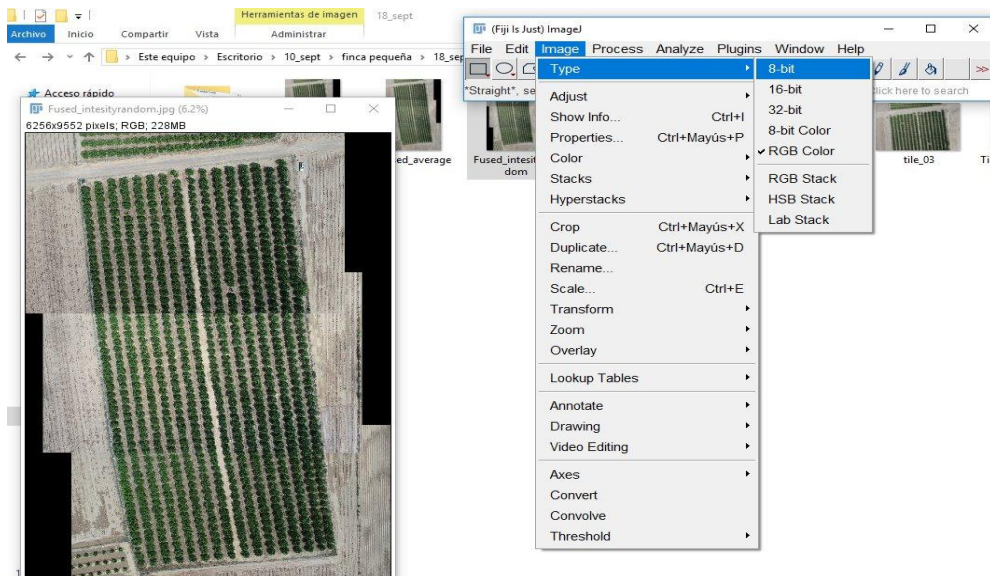 Herramientas de imagen 18_sept
Archivo Inicio Compartir Vista Administrar
Este equipo > Escritorio > 10_sept > finca pequeña > 18_sep
Acceso rápido
Fused_intesityrandom.jpg (6.2%)
6256x9552 pixels; RGB; 228MB
sed_average
Fused_intesit
dom
tile_03
Ti
(Fiji Is Just) ImageJ
File Edit Image Process Analyze Plugins Window Help
*Straight*, se
lick here to search
Type
Adjust
Show Info... Ctrl+I
Properties... Ctrl+Mayús+P
Color
Stacks
Hyperstacks
Crop Ctrl+Mayús+X
Duplicate... Ctrl+Mayús+D
Rename...
Scale... Ctrl+E
Transform
Zoom
Overlay
Lookup Tables
Annotate
Drawing
Video Editing
Axes
Convert
Convolve
Threshold
8-bit
16-bit
32-bit
8-bit Color
RGB Color
RGB Stack
HSB Stack
Lab Stack